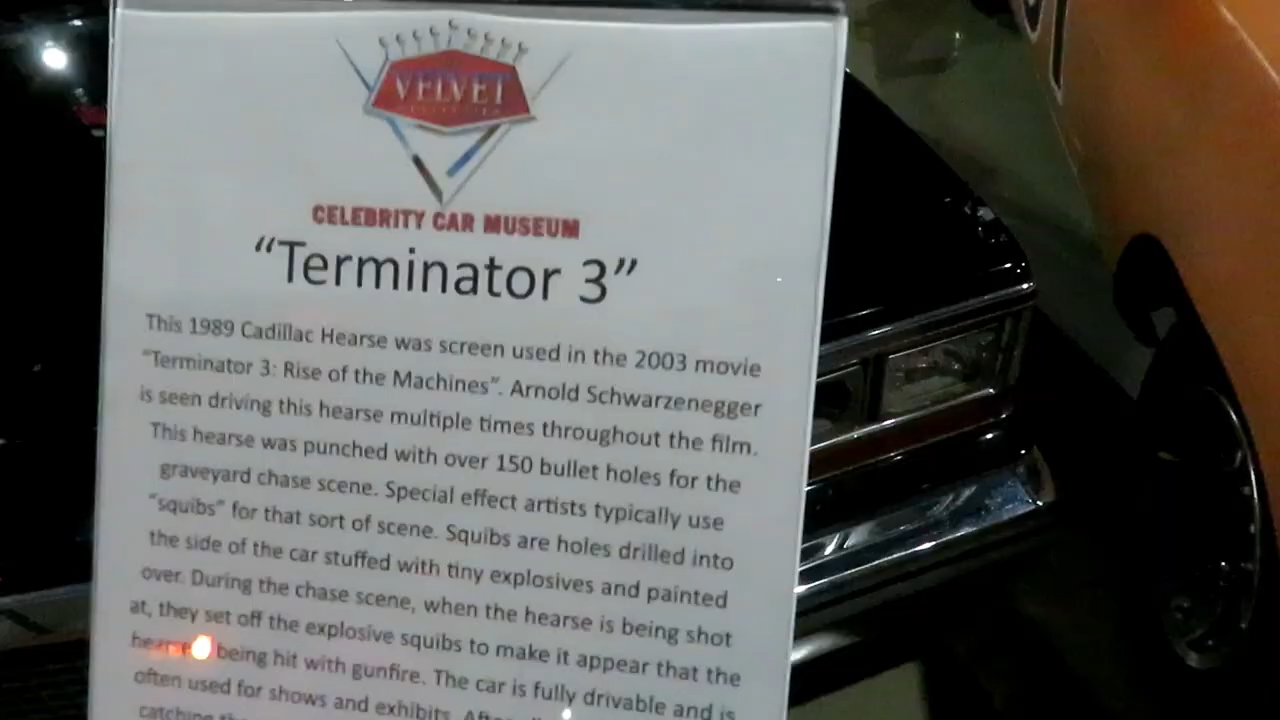 VELVET
CELEBRITY CAR MUSEUM
“Terminator 3”
This 1989 Cadillac Hearse was screen used in the 2003 movie
“Terminator 3: Rise of the Machines”. Arnold Schwarzenegger
is seen driving this hearse multiple times throughout the film.
This hearse was punched with over 150 bullet holes for the
graveyard chase scene. Special effect artists typically use
“squibs” for that sort of scene. Squibs are holes drilled into
the side of the car stuffed with tiny explosives and painted
over. During the chase scene, when the hearse is being shot
at, they set off the explosive squibs to make it appear that the
being hit with gunfire. The car is fully drivable and is
often used for shows and exhibits.
catching